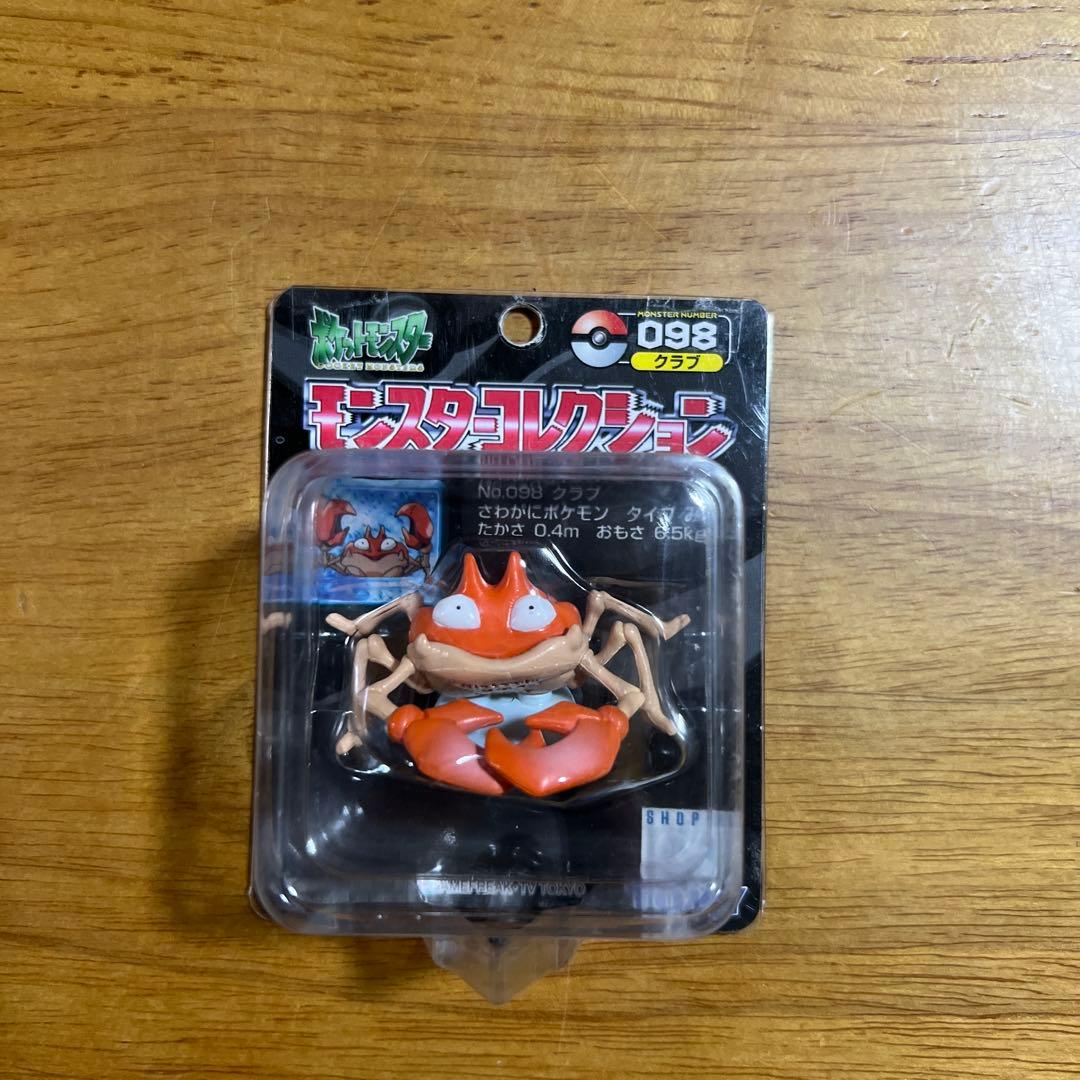 ポケットモンスター
POCKET MONSTERS
MONSTER NUMBER
098
クラブ
モンスターコレクション
No.098 クラブ
さわがにポケモン タイプ み
たかさ 0.4m おもさ 6.5kg
SHOP
GAMEFREAK・TV TOKYO